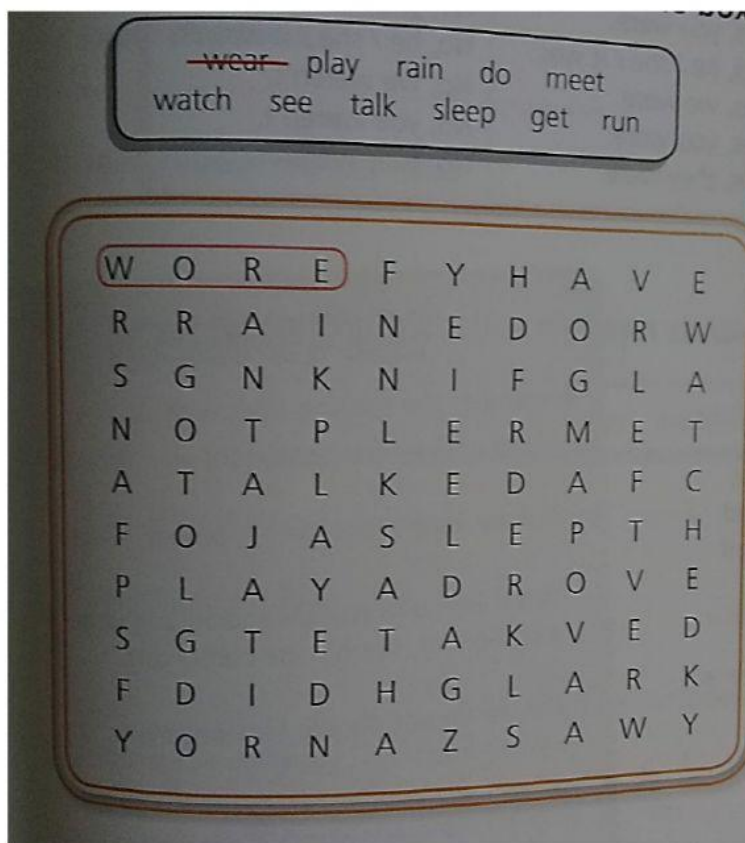 wear play rain do meet
watch see talk sleep get run
W O R E F Y H A V E
R R A I N E D O R W
S G N K N I F G L A
N O T P L E R M E T
A T A L K E D A F C
F O J A S L E P T H
P L A Y A D R O V E
S G T E T A K V E D
F D I D H G L A R K
Y O R N A Z S A W Y